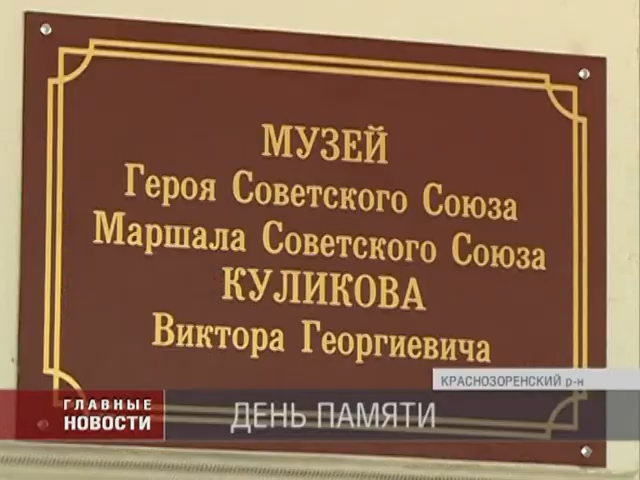 МУЗЕЙ
Героя Советского Союза
Маршала Советского Союза
КУЛИКОВА
Виктора Георгиевича
КРАСНОЗОРЕНСКИЙ р-н
ГЛАВНЫЕ
НОВОСТИ
ДЕНЬ ПАМЯТИ